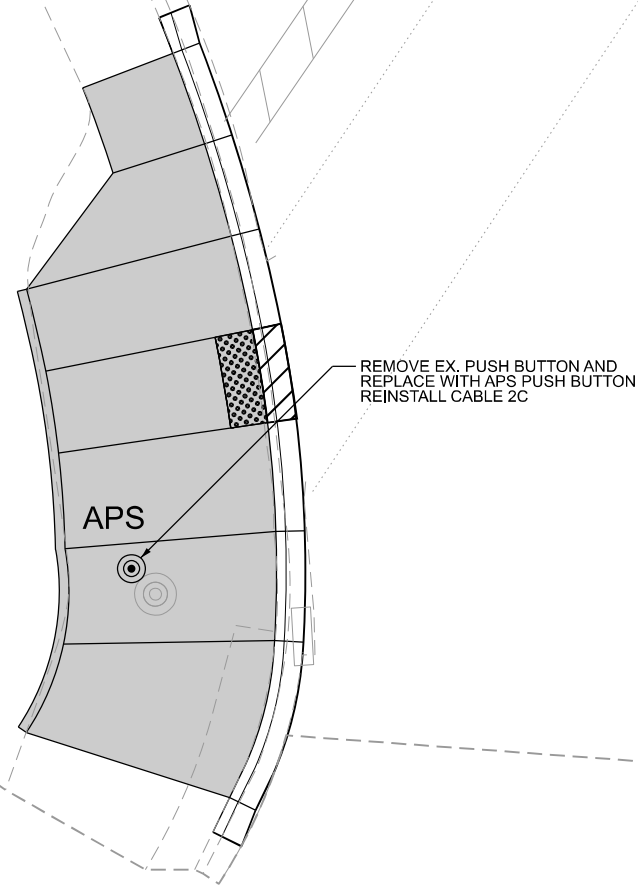 REMOVE EX. PUSH BUTTON AND
REPLACE WITH APS PUSH BUTTON
REINSTALL CABLE 2C
APS